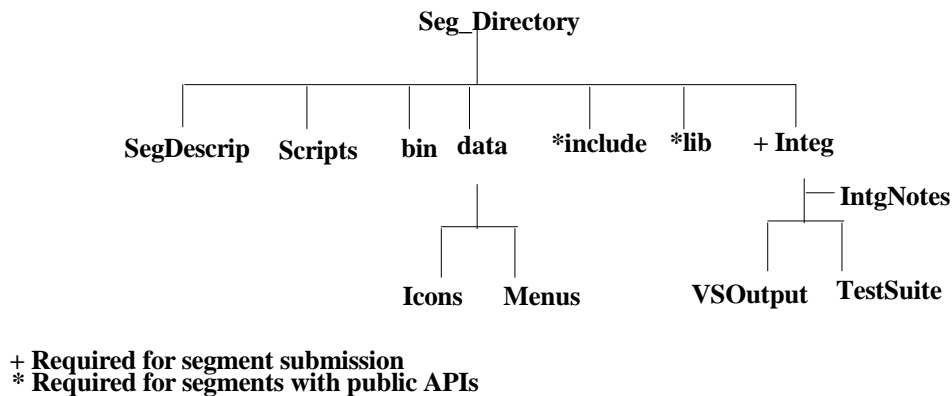 Seg_Directory
SegDescrip Scripts bin data *include *lib + Integ
IntgNotes
Icons Menus VSOutput TestSuite
+ Required for segment submission
* Required for segments with public APIs